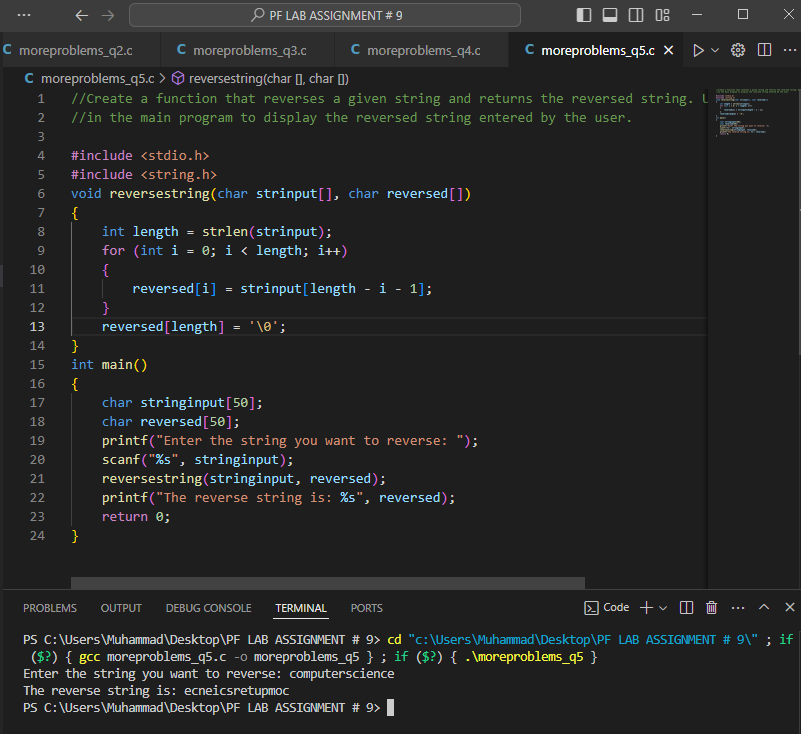 PF LAB ASSIGNMENT # 9
C moreproblems_q2.c C moreproblems_q3.c C moreproblems_q4.c C moreproblems_q5.c
C moreproblems_q5.c > reversestring(char [], char [])
1 //Create a function that reverses a given string and returns the reversed string. U
2 //in the main program to display the reversed string entered by the user.
3
4 #include <stdio.h>
5 #include <string.h>
6 void reversestring(char strinput[], char reversed[])
7 {
8     int length = strlen(strinput);
9     for (int i = 0; i < length; i++)
10     {
11         reversed[i] = strinput[length - i - 1];
12     }
13     reversed[length] = '\0';
14 }
15 int main()
16 {
17     char stringinput[50];
18     char reversed[50];
19     printf("Enter the string you want to reverse: ");
20     scanf("%s", stringinput);
21     reversestring(stringinput, reversed);
22     printf("The reverse string is: %s", reversed);
23     return 0;
24 }
PROBLEMS OUTPUT DEBUG CONSOLE TERMINAL PORTS Code
PS C:\Users\Muhammad\Desktop\PF LAB ASSIGNMENT # 9> cd "c:\Users\Muhammad\Desktop\PF LAB ASSIGNMENT # 9\" ; if
($?) { gcc moreproblems_q5.c -o moreproblems_q5 } ; if ($?) { .\moreproblems_q5 }
Enter the string you want to reverse: computerscience
The reverse string is: ecneicsretupmoc
PS C:\Users\Muhammad\Desktop\PF LAB ASSIGNMENT # 9>